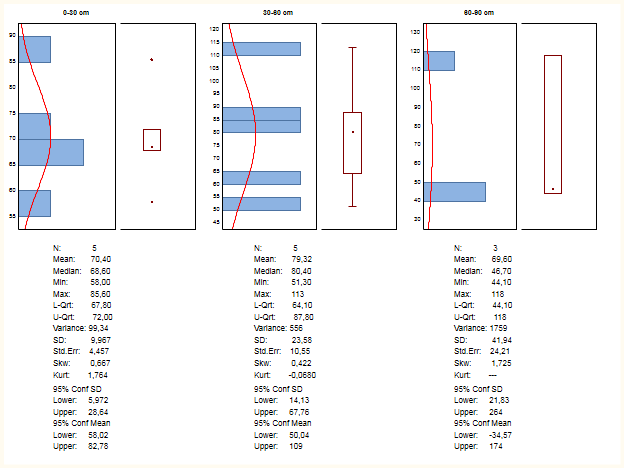 0-30 cm
90
85
80
75
70
65
60
55
N: 5
Mean: 70,40
Median: 68,60
Min: 58,00
Max: 85,60
L-Qrt: 67,80
U-Qrt: 72,00
Variance: 99,34
SD: 9,967
Std.Err: 4,457
Skw: 0,667
Kurt: 1,764
95% Conf SD
Lower: 5,972
Upper: 28,64
95% Conf Mean
Lower: 58,02
Upper: 82,78
30-60 cm
120
115
110
105
100
95
90
85
80
75
70
65
60
55
50
45
N: 5
Mean: 79,32
Median: 80,40
Min: 51,30
Max: 113
L-Qrt: 64,10
U-Qrt: 87,80
Variance: 556
SD: 23,58
Std.Err: 10,55
Skw: 0,422
Kurt: -0,0680
95% Conf SD
Lower: 14,13
Upper: 67,76
95% Conf Mean
Lower: 50,04
Upper: 109
60-90 cm
130
120
110
100
90
80
70
60
50
40
30
N: 3
Mean: 69,60
Median: 46,70
Min: 44,10
Max: 118
L-Qrt: 44,10
U-Qrt: 118
Variance: 1759
SD: 41,94
Std.Err: 24,21
Skw: 1,725
Kurt: ---
95% Conf SD
Lower: 21,83
Upper: 264
95% Conf Mean
Lower: -34,57
Upper: 174